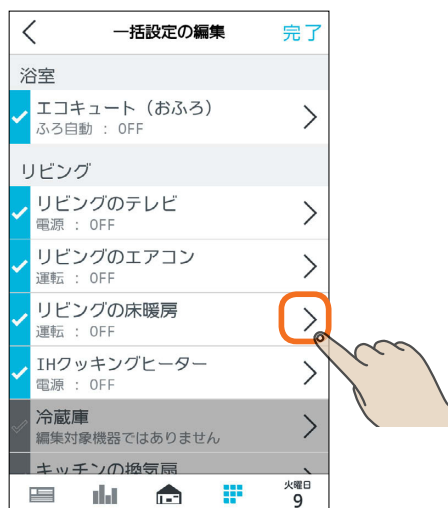 一括設定の編集
完了
浴室
エコキュート（おふろ）
ふろ自動 : OFF
リビング
リビングのテレビ
電源 : OFF
リビングのエアコン
運転 : OFF
リビングの床暖房
運転 : OFF
IHクッキングヒーター
電源 : OFF
冷蔵庫
編集対象機器ではありません
キッチンの換気扇
火曜日
9